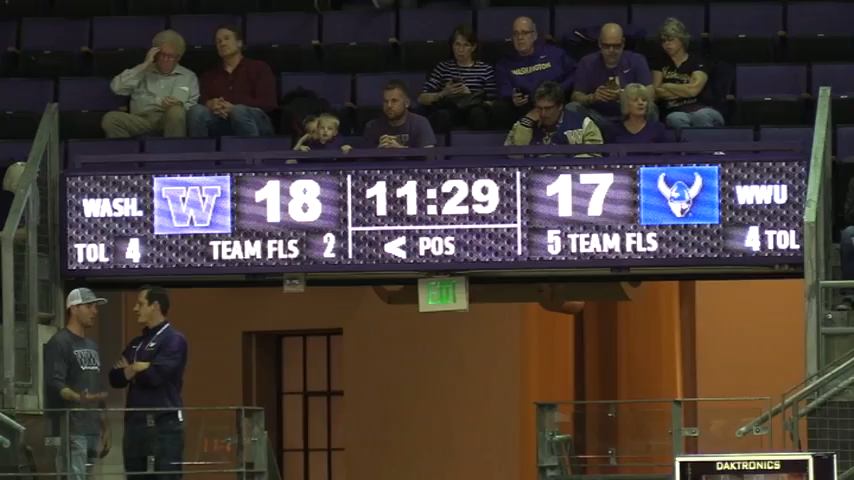 WASHINGTON
WASH. W 18 11:29 17 WWU
TOL 4 TEAM FLS 2 < POS 5 TEAM FLS 4 TOL
EXIT
W
DAKTRONICS